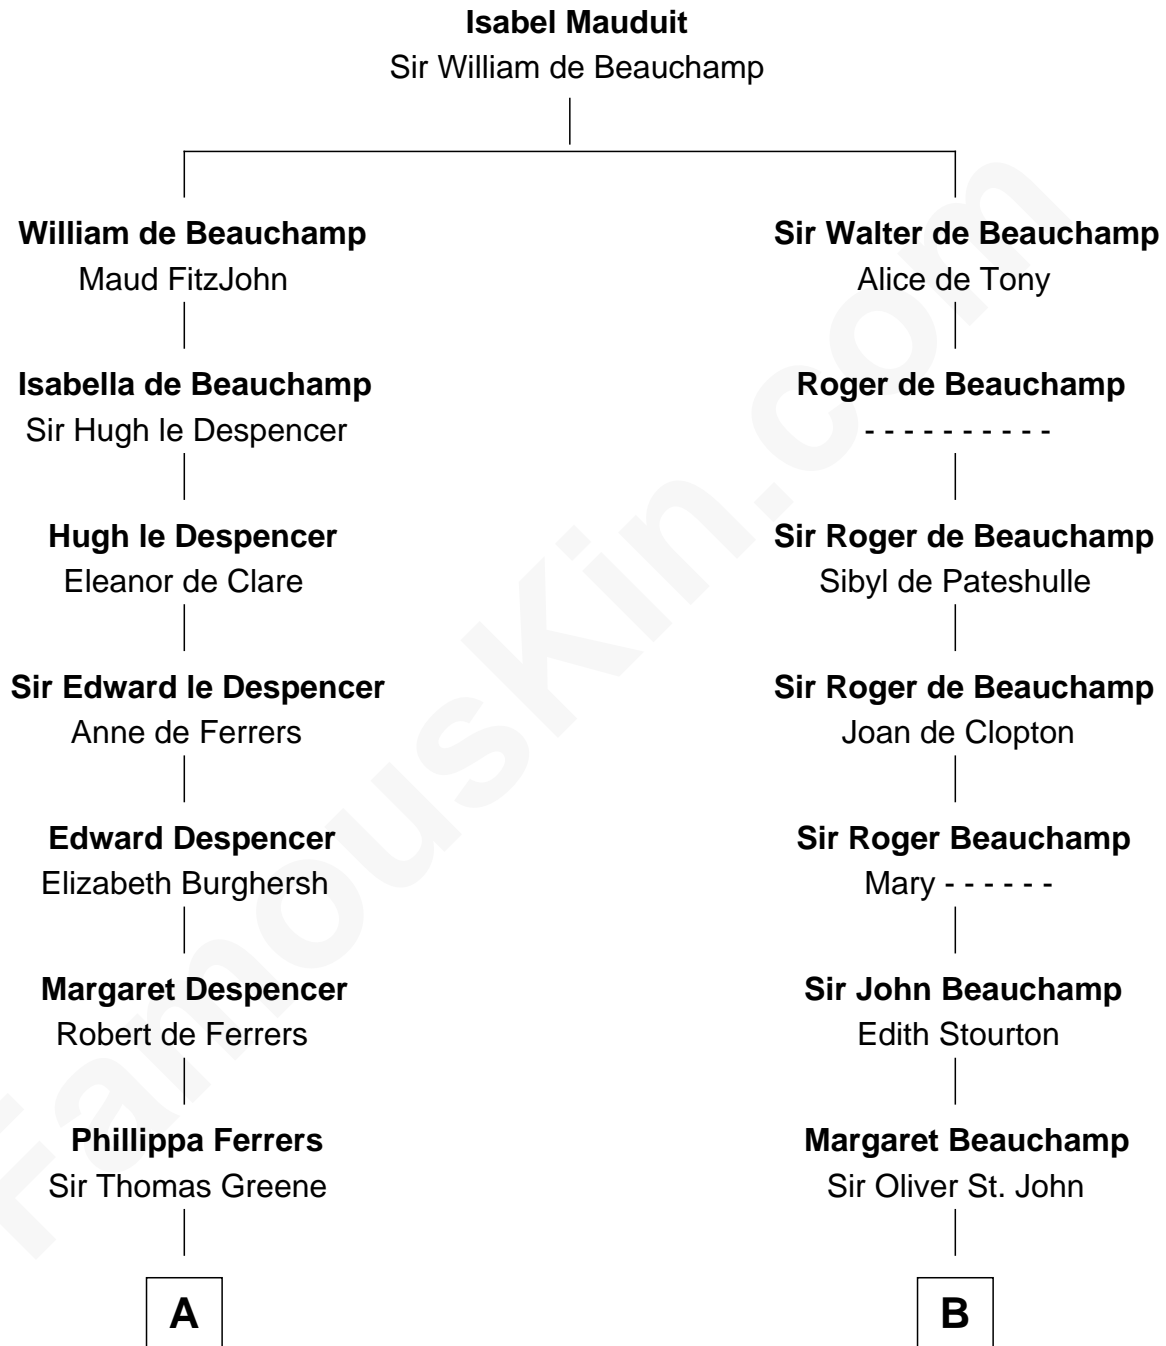 Isabel Mauduit
Sir William de Beauchamp
William de Beauchamp
Maud FitzJohn
Sir Walter de Beauchamp
Alice de Tony
Isabella de Beauchamp
Sir Hugh le Despencer
Roger de Beauchamp
- - - - - - - - - -
Hugh le Despencer
Eleanor de Clare
Sir Roger de Beauchamp
Sibyl de Pateshulle
Sir Edward le Despencer
Anne de Ferrers
Sir Roger de Beauchamp
Joan de Clopton
Edward Despencer
Elizabeth Burghersh
Sir Roger Beauchamp
Mary - - - - - -
Margaret Despencer
Robert de Ferrers
Sir John Beauchamp
Edith Stourton
Phillippa Ferrers
Sir Thomas Greene
Margaret Beauchamp
Sir Oliver St. John
A
B
FamousKin.com